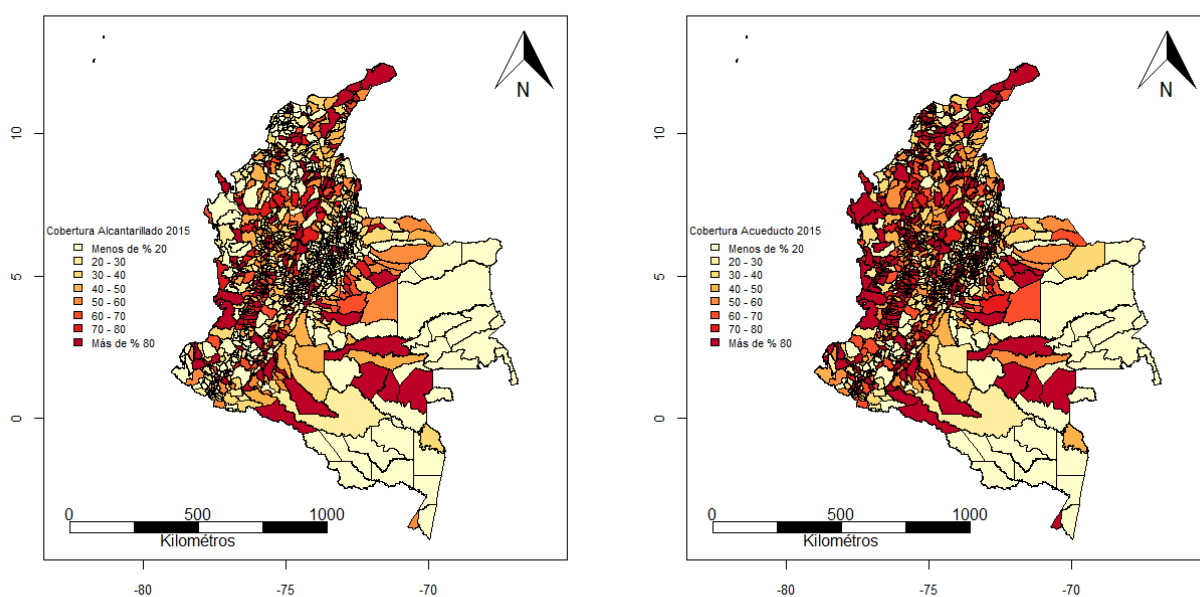 N
10
5
0
Cobertura Alcantarillado 2015
Menos de % 20
20 - 30
30 - 40
40 - 50
50 - 60
60 - 70
70 - 80
Más de % 80
0 500 1000
Kilométros
-80 -75 -70
N
10
5
0
Cobertura Acueducto 2015
Menos de % 20
20 - 30
30 - 40
40 - 50
50 - 60
60 - 70
70 - 80
Más de % 80
0 500 1000
Kilométros
-80 -75 -70